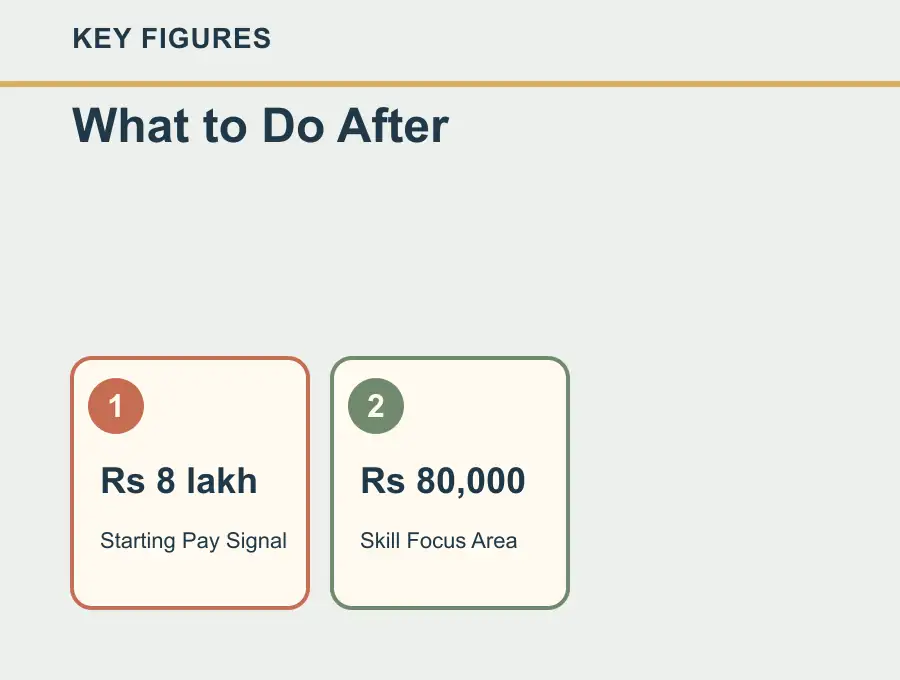 KEY FIGURES
What to Do After
1
2
Rs 8 lakh
Rs 80,000
Starting Pay Signal
Skill Focus Area